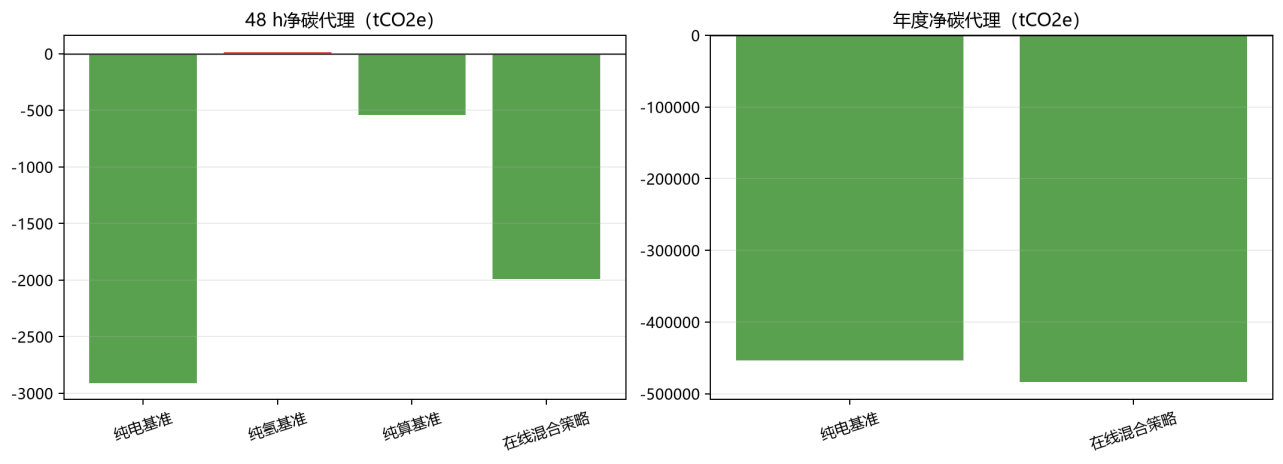 48 h净碳代理（tCO2e）
0
-500
-1000
-1500
-2000
-2500
-3000
纯电基准
纯氢基准
纯算基准
在线混合策略
年度净碳代理（tCO2e）
0
-100000
-200000
-300000
-400000
-500000
纯电基准
在线混合策略